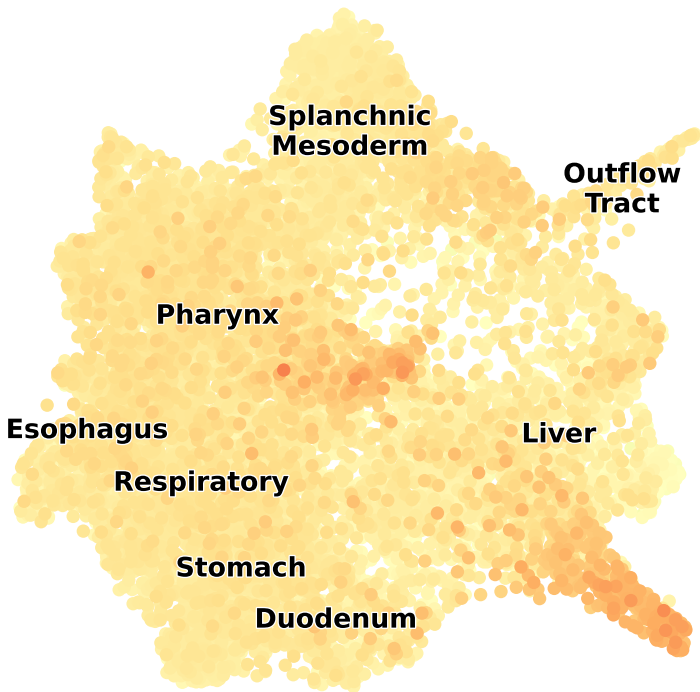 Splanchnic
Mesoderm
Outflow
Tract
Pharynx
Esophagus
Liver
Respiratory
Stomach
Duodenum